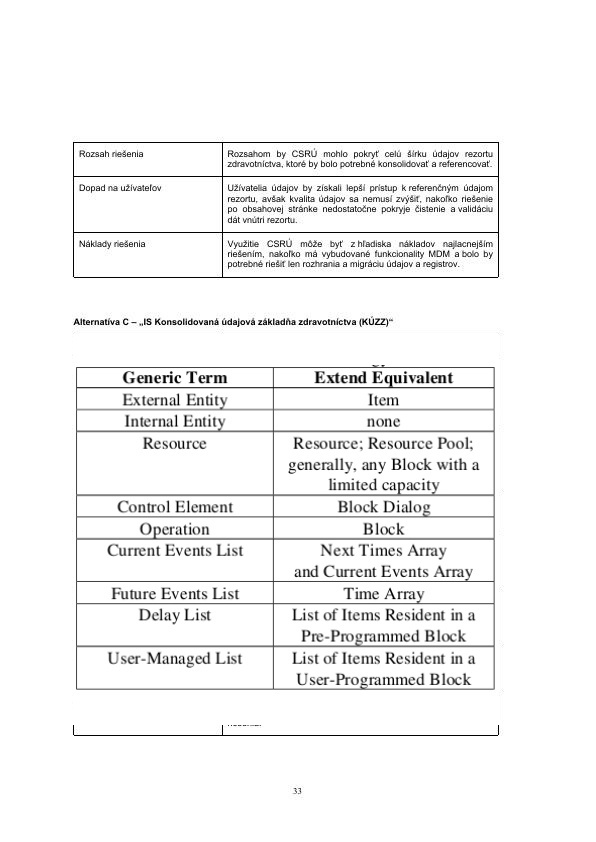 Rozsah riešenia
Rozsahom by CSRÚ mohlo pokryť celú šírku údajov rezortu
zdravotníctva, ktoré by bolo potrebné konsolidovať a referencovať.
Dopad na užívateľov
Užívatelia údajov by získali lepší prístup k referenčným údajom
rezortu, avšak kvalita údajov sa nemusí zvýšiť, nakoľko riešenie
po obsahovej stránke nedostatočne pokryje čistenie a validáciu
dát vnútri rezortu.
Náklady riešenia
Využitie CSRÚ môže byť z hľadiska nákladov najlacnejším
riešením, nakoľko má vybudované funkcionality MDM a bolo by
potrebné riešiť len rozhrania a migráciu údajov a registrov.
Alternatíva C – „IS Konsolidovaná údajová základňa zdravotníctva (KÚZZ)“
Generic Term
Extend Equivalent
External Entity
Item
Internal Entity
none
Resource
Resource; Resource Pool;
generally, any Block with a
limited capacity
Control Element
Block Dialog
Operation
Block
Current Events List
Next Times Array
and Current Events Array
Future Events List
Time Array
Delay List
List of Items Resident in a
Pre-Programmed Block
User-Managed List
List of Items Resident in a
User-Programmed Block
33